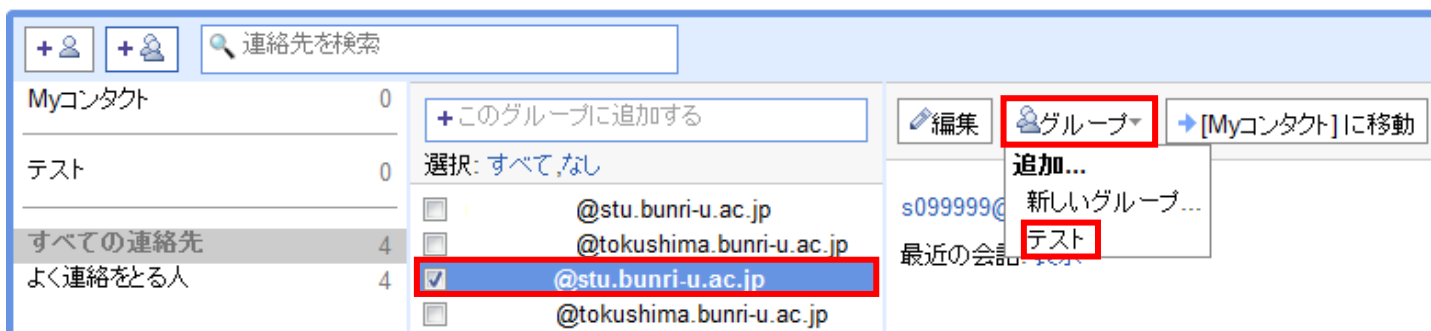 連絡先を検索
Myコンタクト 0
テスト 0
すべての連絡先 4
よく連絡をとる人 4
+このグループに追加する
選択: すべて,なし
@stu.bunri-u.ac.jp
@tokushima.bunri-u.ac.jp
@stu.bunri-u.ac.jp
@tokushima.bunri-u.ac.jp
編集 グループ [Myコンタクト]に移動
追加...
新しいグループ...
テスト
s099999@
最近の会話: